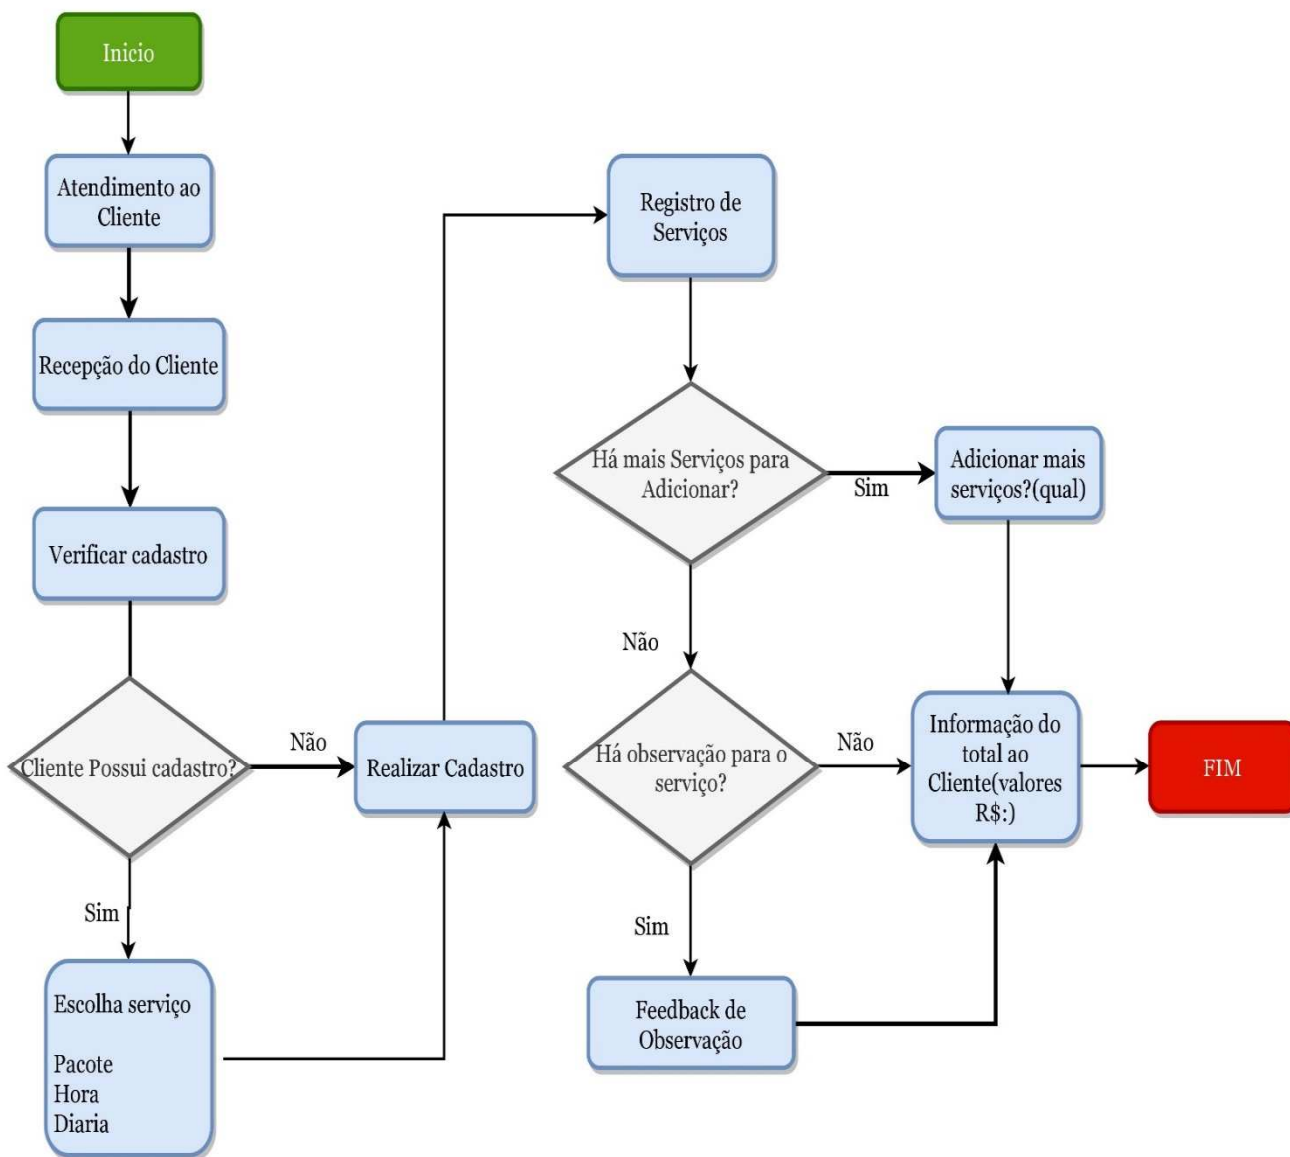 Inicio
Atendimento ao
Cliente
Recepção do Cliente
Verificar cadastro
Cliente Possui cadastro?
Não
Realizar Cadastro
Sim
Escolha serviço
Pacote
Hora
Diaria
Registro de
Serviços
Há mais Serviços para
Adicionar?
Sim
Adicionar mais
serviços?(qual)
Não
Há observação para o
serviço?
Não
Informação do
total ao
Cliente(valores
R$:)
FIM
Sim
Feedback de
Observação